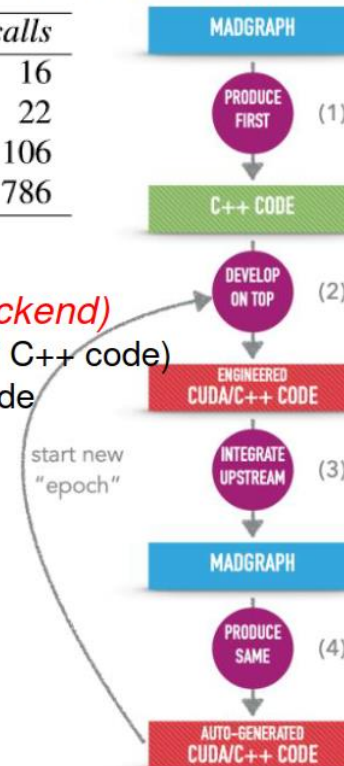 calls
16
22
106
786
ckend)
C++ code)
de
start new
"epoch"
MADGRAPH
PRODUCE
FIRST
(1)
C++ CODE
DEVELOP
ON TOP
(2)
ENGINEERED
CUDA/C++ CODE
INTEGRATE
UPSTREAM
(3)
MADGRAPH
PRODUCE
SAME
(4)
AUTO-GENERATED
CUDA/C++ CODE